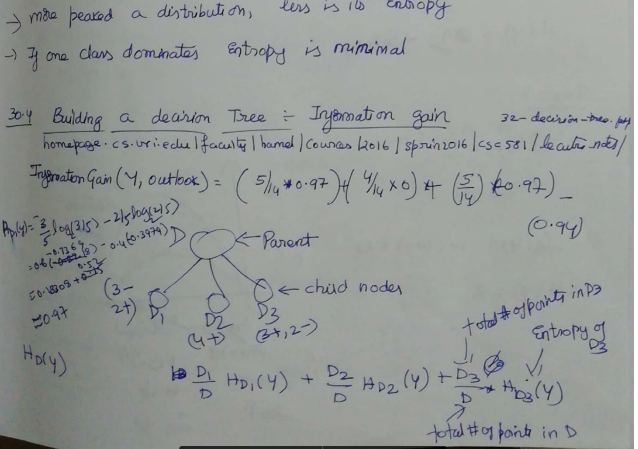 → more peaked a distribution, less is its entropy
→ If one class dominates Entropy is minimal
30.4 Building a decision Tree ÷ Information gain 32-decision-tree.
homepage.cs.uri.edu/faculty/hamel/courses/2016/spring2016/csc581/lecture-notes/
Information Gain (Y, outlook) = (5/14 * 0.97) + (4/14 × 0) + (5/14 × 0.97) -
(0.94)
= -3/5 log(3/5) - 2/5 log(2/5)
≈ 0.97
D ← Parent
← child nodes
D1 D2 D3
(3- 2+) (4+) (3+, 2-)
total # of points in D3
Entropy of D3
HD(Y)
D1/D HD1(Y) + D2/D HD2(Y) + D3/D * HD3(Y)
total # of points in D